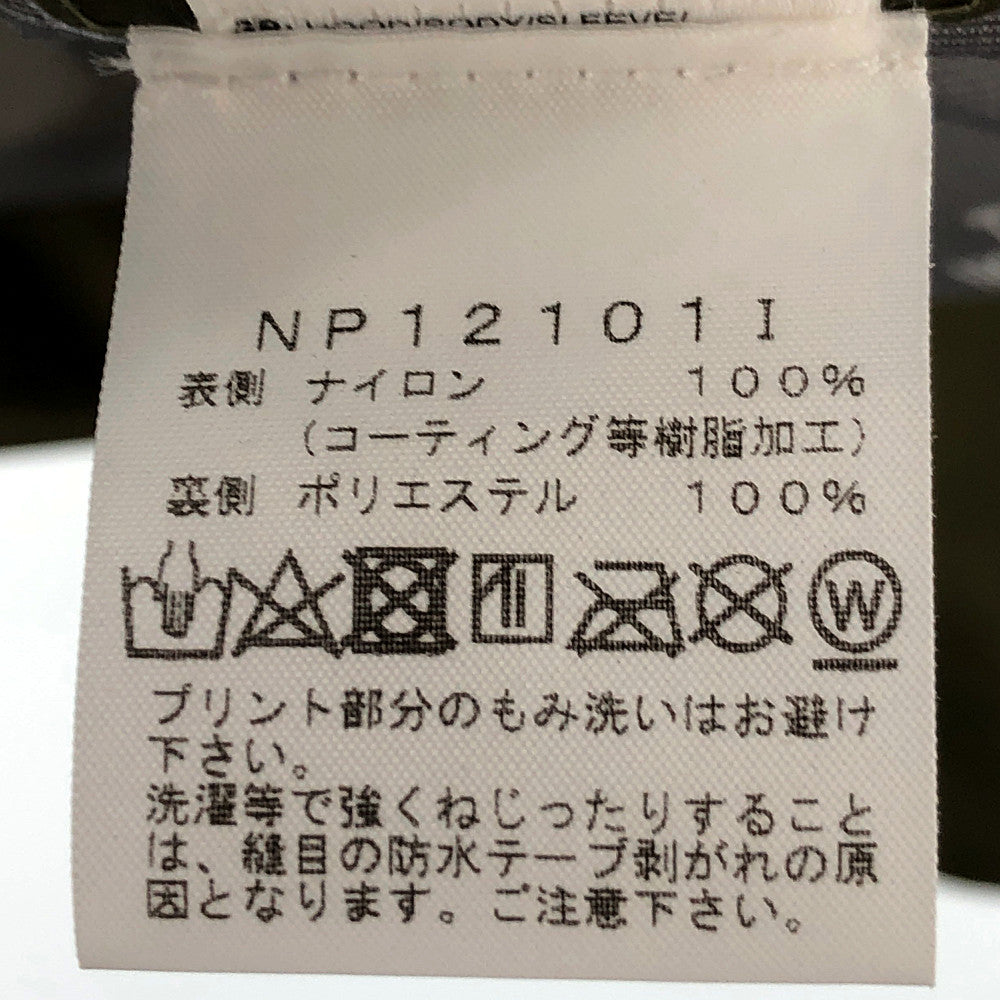 NP12101I
表側 ナイロン 100%
(コーティング等樹脂加工)
裏側 ポリエステル 100%
W
プリント部分のもみ洗いはお避け
下さい。
洗濯等で強くねじったりすること
は、縫目の防水テープ剥がれの原
因となります。ご注意下さい。